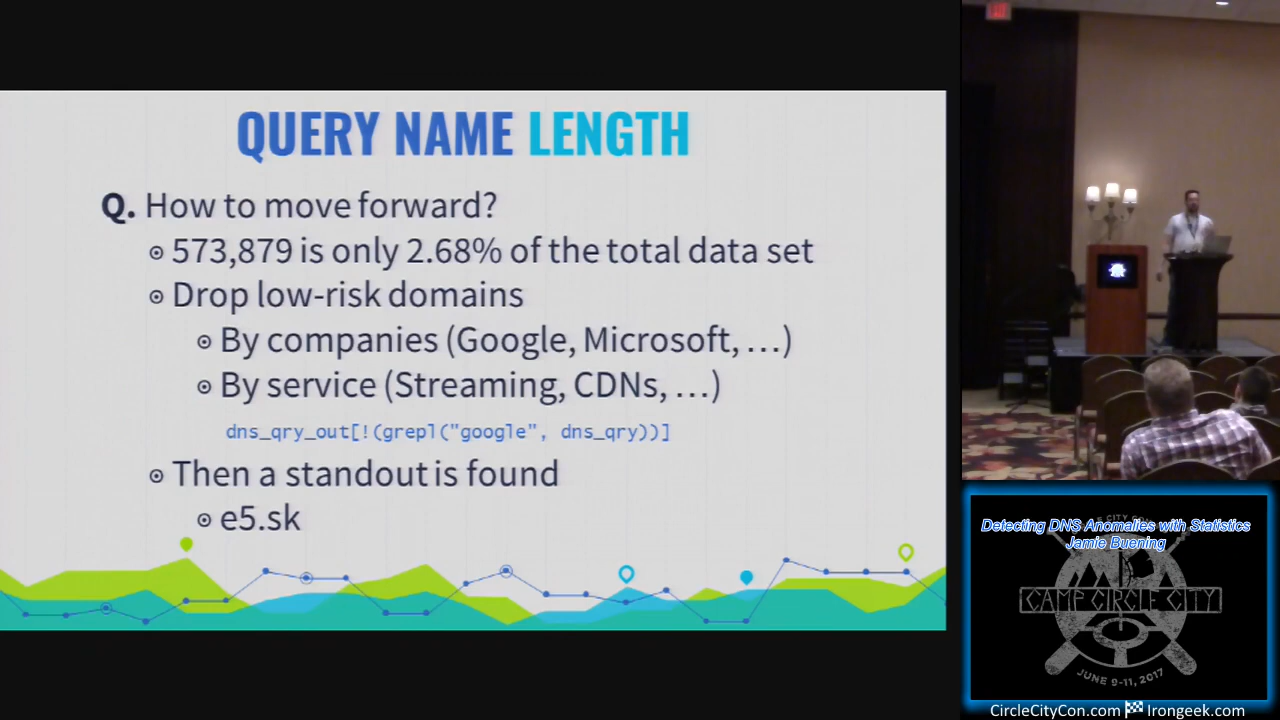 QUERY NAME LENGTH
Q. How to move forward?
573,879 is only 2.68% of the total data set
Drop low-risk domains
By companies (Google, Microsoft, ...)
By service (Streaming, CDNs, ...)
dns_qry_out[!(grepl("google", dns_qry))]
Then a standout is found
e5.sk
Detecting DNS Anomalies with Statistics
Jamie Buening
CAMP CIRCLE CITY
JUNE 9-11, 2017
CircleCityCon.com Irongeek.com